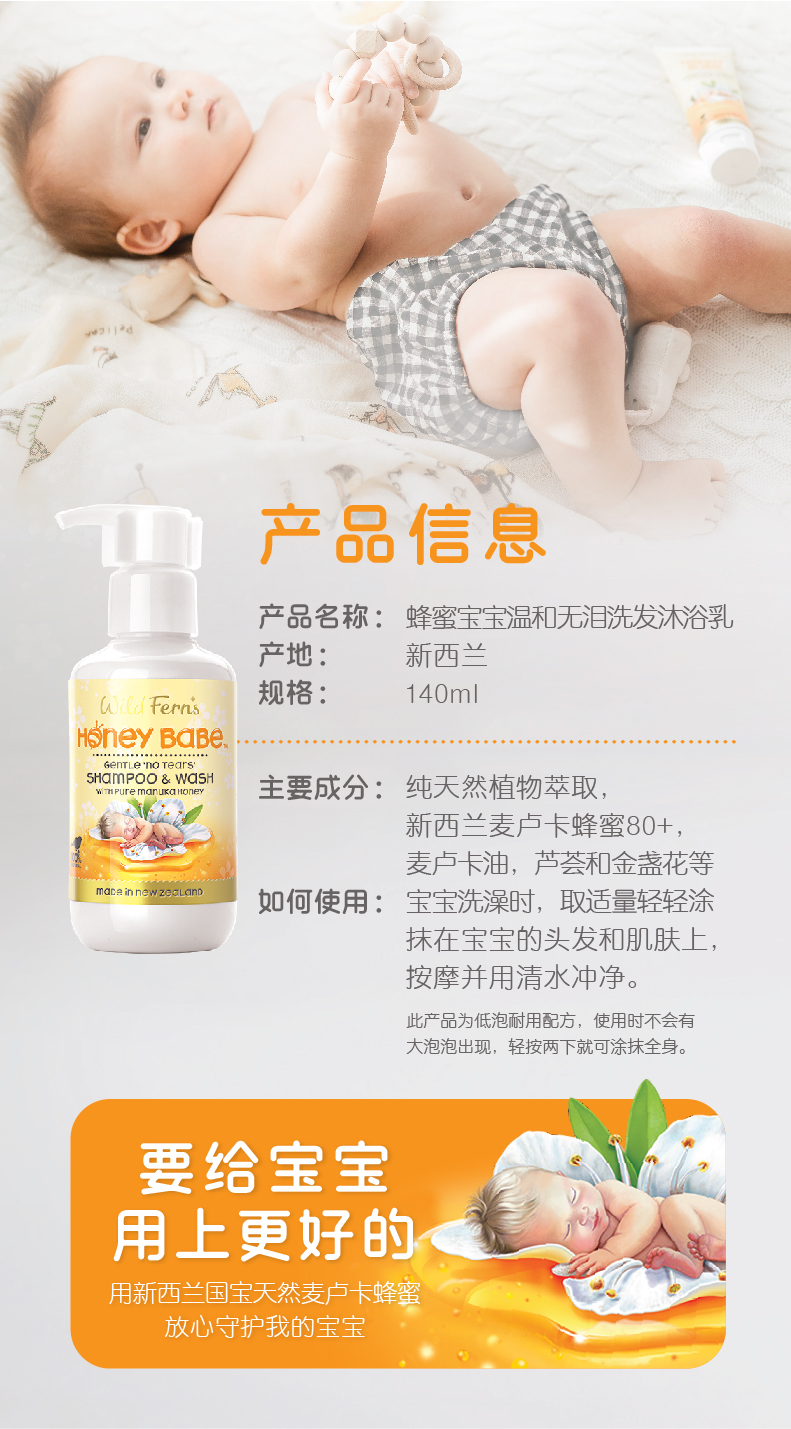 产品信息
产品名称： 蜂蜜宝宝温和无泪洗发沐浴乳
产地： 新西兰
规格： 140ml
Wild Ferns
HONEY BABE™
GENTLE 'NO TEARS'
SHAMPOO & WASH
WITH PURE MANUKA HONEY
made in new zealand
主要成分： 纯天然植物萃取，
新西兰麦卢卡蜂蜜80+，
麦卢卡油，芦荟和金盏花等
如何使用： 宝宝洗澡时，取适量轻轻涂
抹在宝宝的头发和肌肤上，
按摩并用清水冲净。
此产品为低泡耐用配方，使用时不会有
大泡泡出现，轻按两下就可涂抹全身。
要给宝宝
用上更好的
用新西兰国宝天然麦卢卡蜂蜜
放心守护我的宝宝